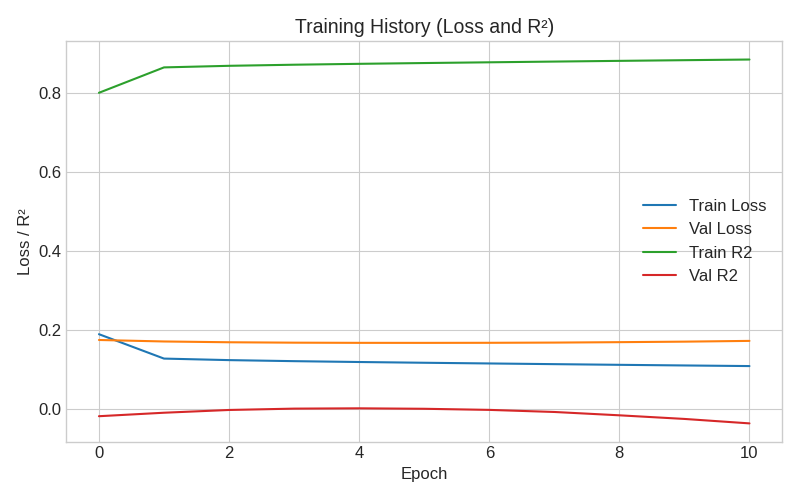 Training History (Loss and R²)
Loss / R²
0.8
0.6
0.4
0.2
0.0
Train Loss
Val Loss
Train R2
Val R2
0 2 4 6 8 10
Epoch